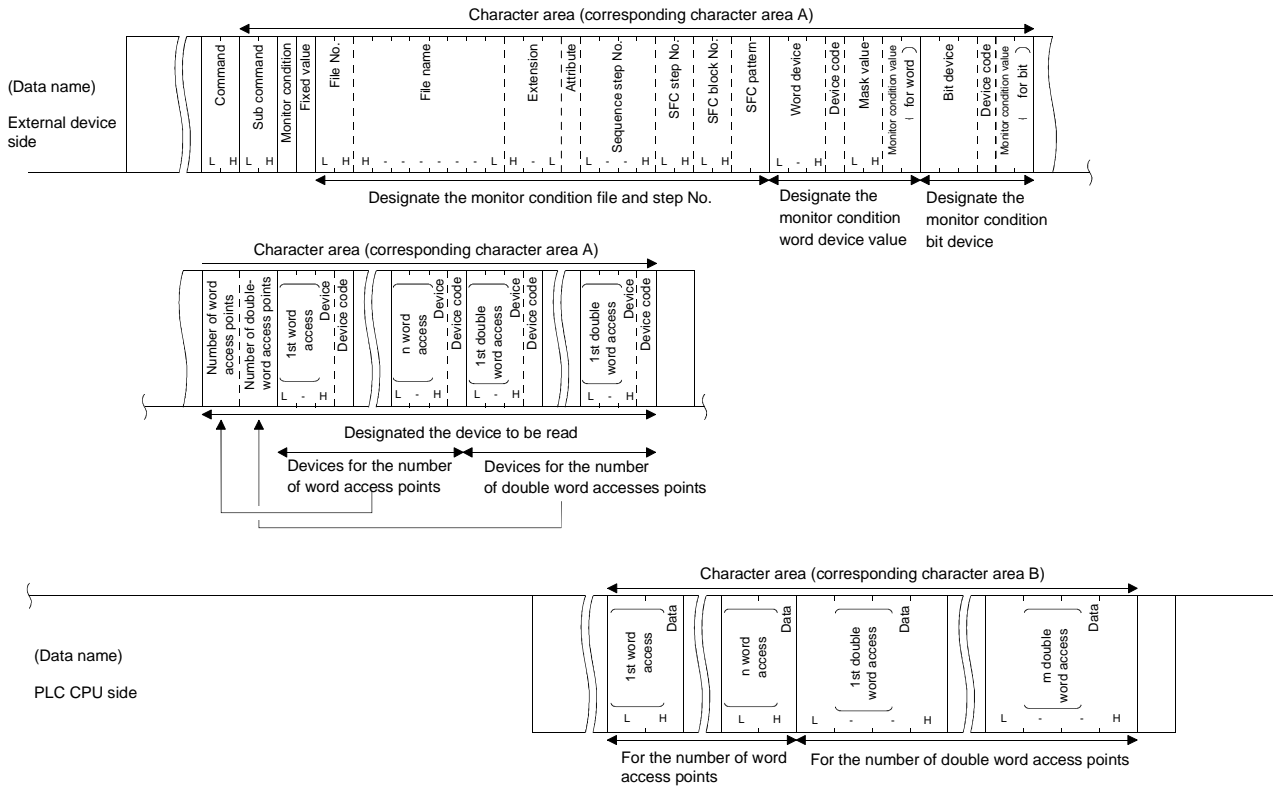 Character area (corresponding character area A)
(Data name)
External device
side
Command
Sub command
Monitor condition
Fixed value
File No.
File name
Extension
Attribute
Sequence step No.
SFC step No.
SFC block No.
SFC pattern
Word device
Device code
Mask value
Monitor condition value
( for word )
Bit device
Device code
Monitor condition value
( for bit )
L H L H L H H - - - - - L H - L L - - H L H L H L - H L H
Designate the monitor condition file and step No.
Designate the
monitor condition
word device value
Designate the
monitor condition
bit device
Character area (corresponding character area A)
Number of word
access points
Number of double-
word access points
1st word
access
Device
Device code
n word
access
Device
Device code
1st double
word access
Device
Device code
1st double
word access
Device
Device code
L - H L - H L - H L - H
Designated the device to be read
Devices for the number
of word access points
Devices for the number
of double word accesses points
Character area (corresponding character area B)
(Data name)
PLC CPU side
1st word
access
Data
n word
access
Data
1st double
word access
Data
m double
word access
Data
L H L H L - - H L - - H
For the number of word
access points
For the number of double word access points